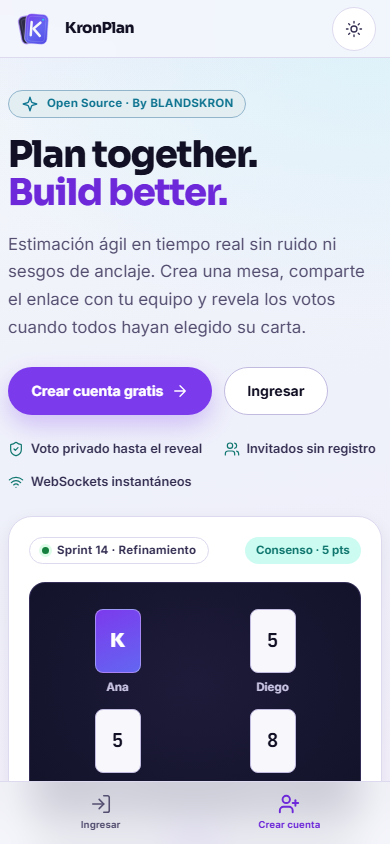 KronPlan
Open Source · By BLANDSKRON
Plan together.
Build better.
Estimación ágil en tiempo real sin ruido ni
sesgos de anclaje. Crea una mesa, comparte
el enlace con tu equipo y revela los votos
cuando todos hayan elegido su carta.
Crear cuenta gratis
Ingresar
Voto privado hasta el reveal
Invitados sin registro
WebSockets instantáneos
Sprint 14 · Refinamiento
Consenso · 5 pts
K
5
Ana
Diego
5
8
Ingresar
Crear cuenta